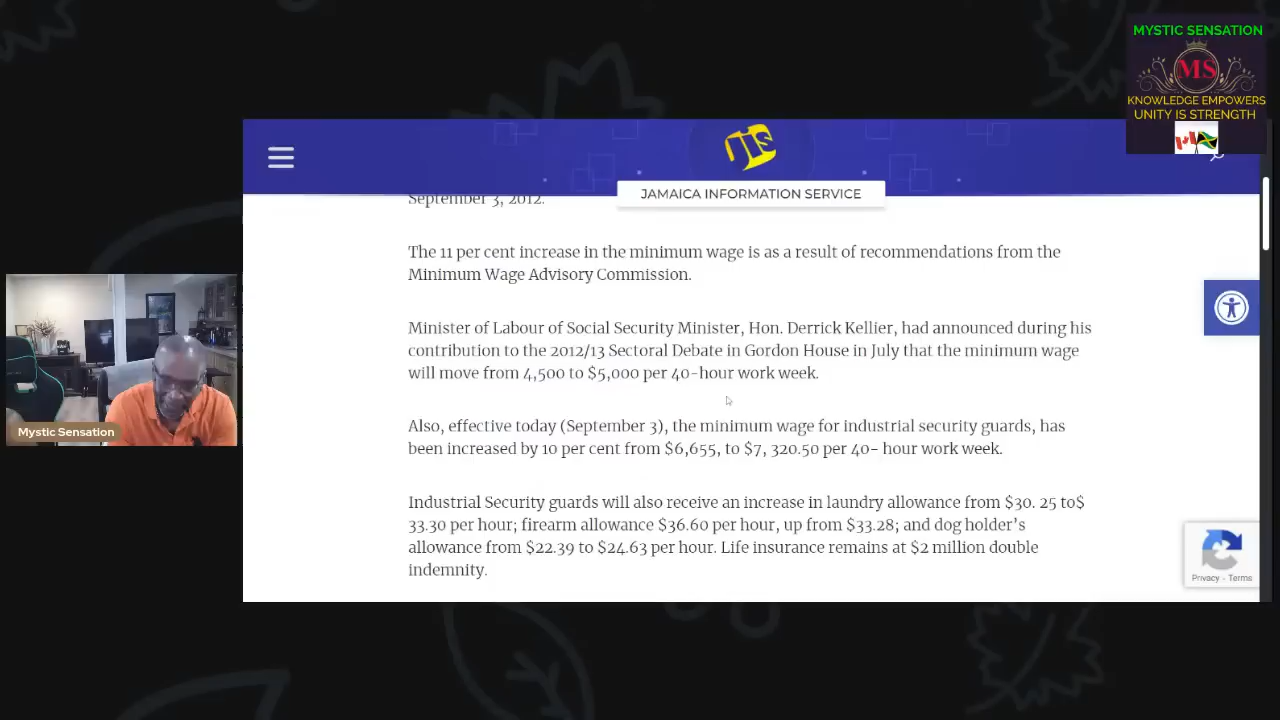 MYSTIC SENSATION
MS
KNOWLEDGE EMPOWERS
UNITY IS STRENGTH
JIS
JAMAICA INFORMATION SERVICE
September 3, 2012.
The 11 per cent increase in the minimum wage is as a result of recommendations from the
Minimum Wage Advisory Commission.
Minister of Labour of Social Security Minister, Hon. Derrick Kellier, had announced during his
contribution to the 2012/13 Sectoral Debate in Gordon House in July that the minimum wage
will move from 4,500 to $5,000 per 40-hour work week.
Also, effective today (September 3), the minimum wage for industrial security guards, has
been increased by 10 per cent from $6,655, to $7, 320.50 per 40- hour work week.
Industrial Security guards will also receive an increase in laundry allowance from $30. 25 to$
33.30 per hour; firearm allowance $36.60 per hour, up from $33.28; and dog holder’s
allowance from $22.39 to $24.63 per hour. Life insurance remains at $2 million double
indemnity.
Mystic Sensation
Privacy - Terms